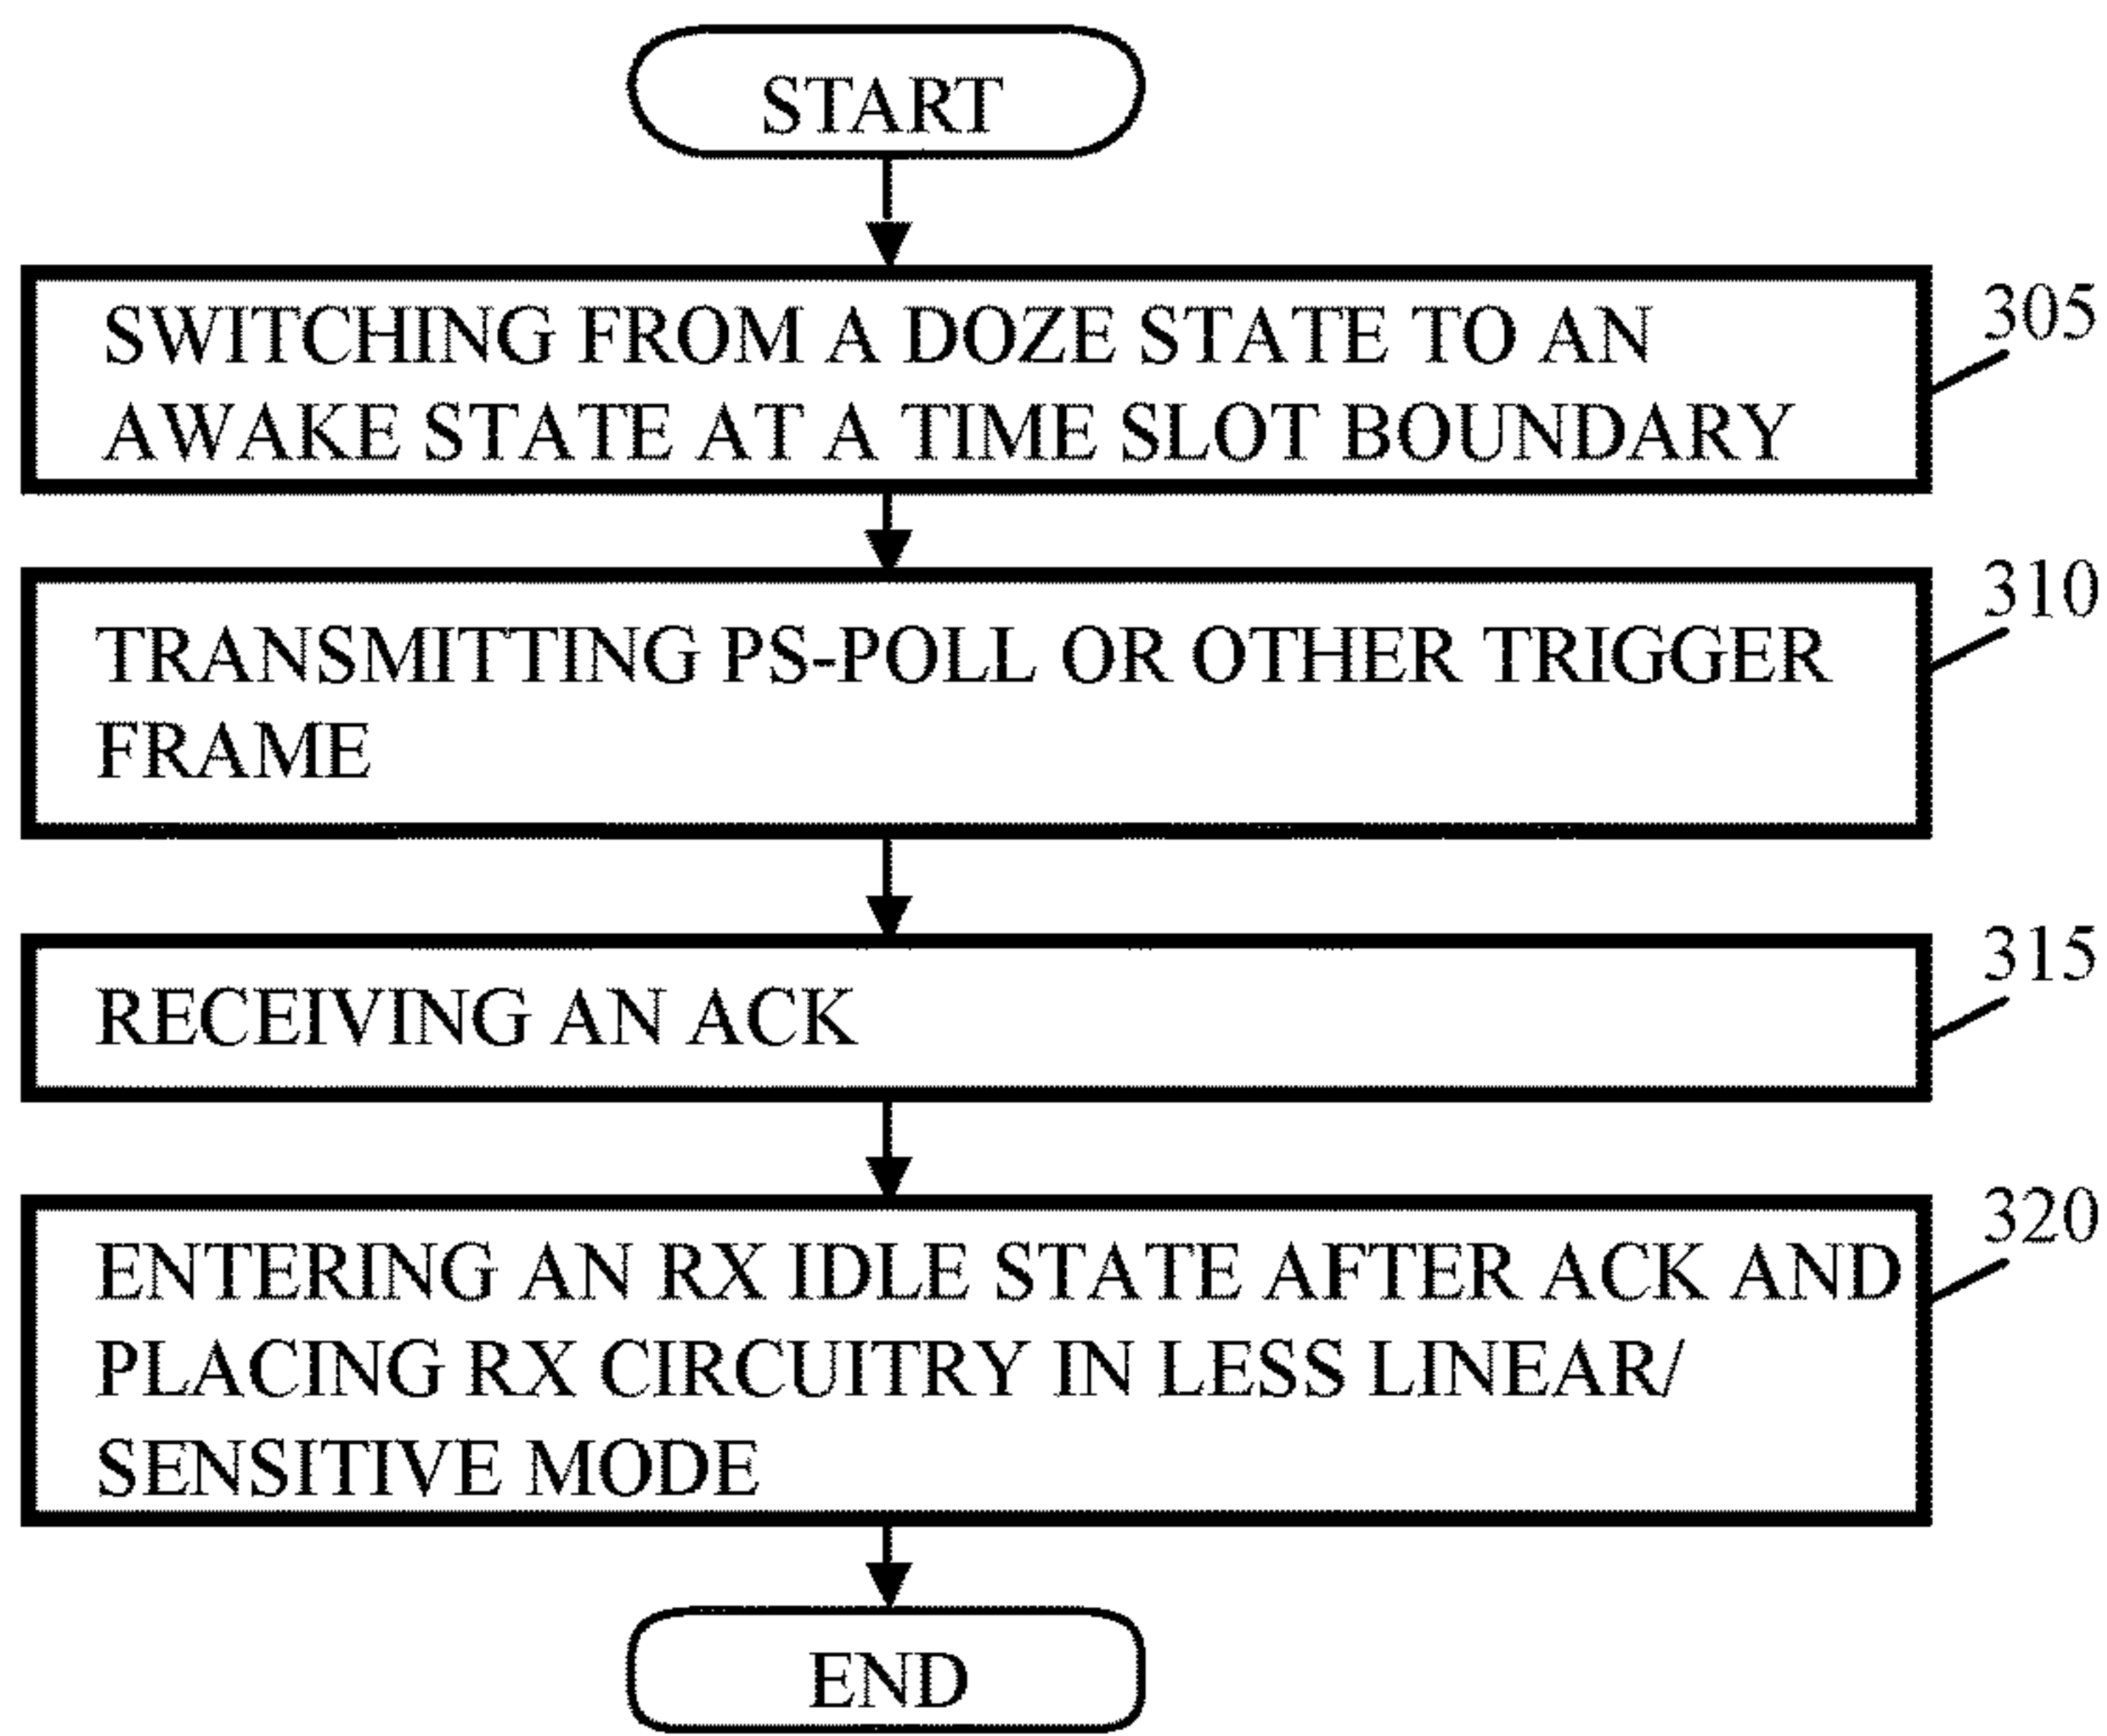 START
305
SWITCHING FROM A DOZE STATE TO AN
AWAKE STATE AT A TIME SLOT BOUNDARY
310
TRANSMITTING PS-POLL OR OTHER TRIGGER
FRAME
315
RECEIVING AN ACK
320
ENTERING AN RX IDLE STATE AFTER ACK AND
PLACING RX CIRCUITRY IN LESS LINEAR/
SENSITIVE MODE
END